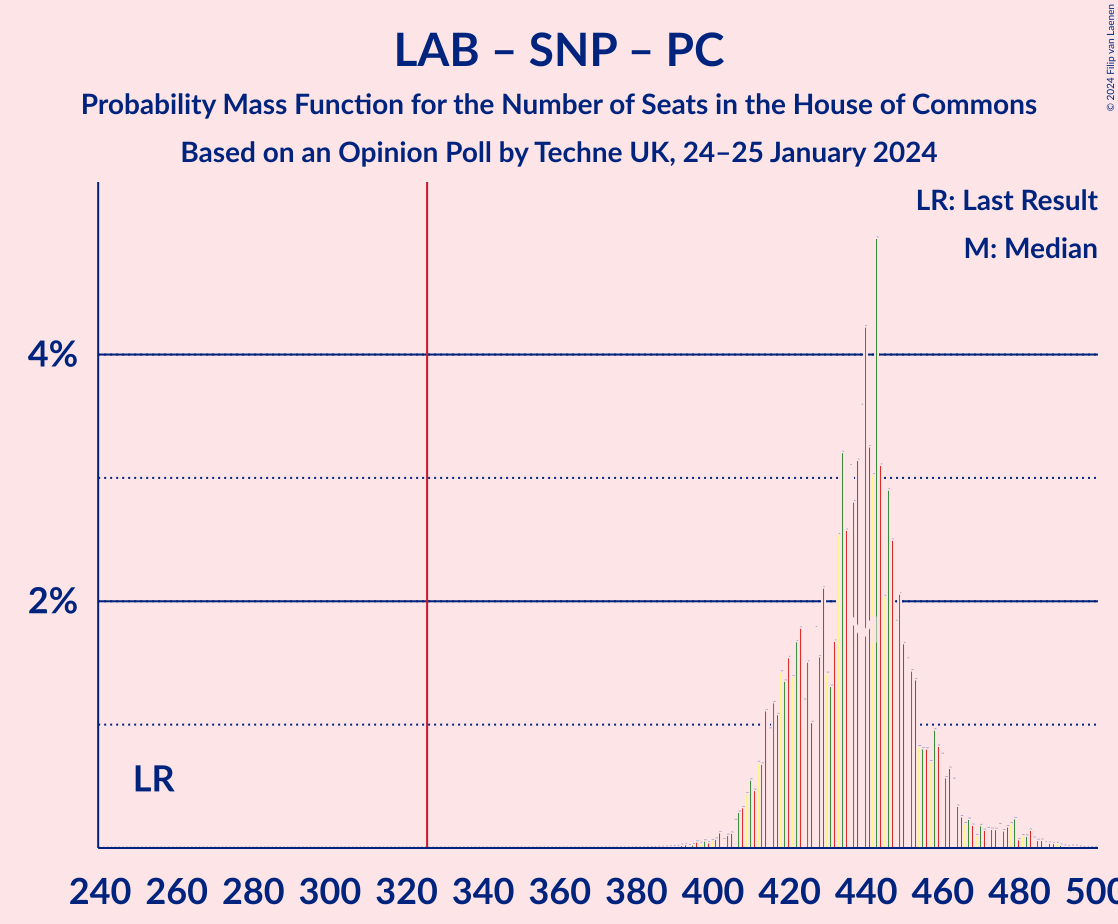 LAB – SNP – PC
Probability Mass Function for the Number of Seats in the House of Commons
Based on an Opinion Poll by Techne UK, 24–25 January 2024
© 2024 Filip van Laenen
LR: Last Result
M: Median
4%
2%
LR
240 260 280 300 320 340 360 380 400 420 440 460 480 500